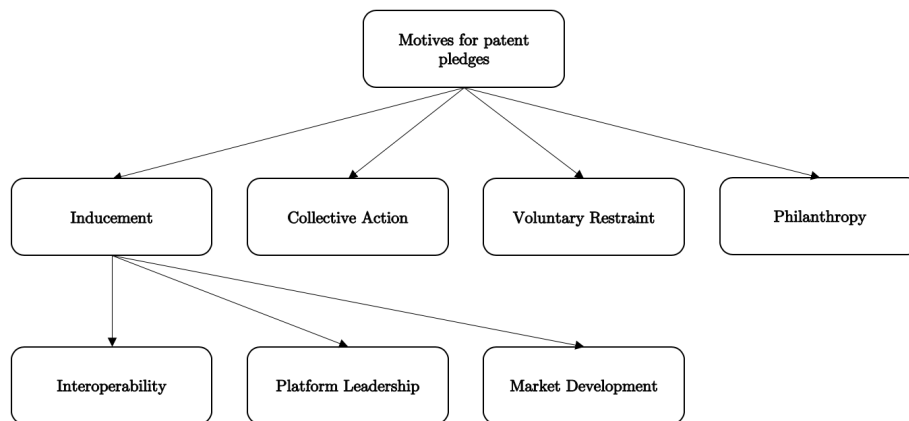 Motives for patent
pledges
Inducement
Collective Action
Voluntary Restraint
Philanthropy
Interoperability
Platform Leadership
Market Development